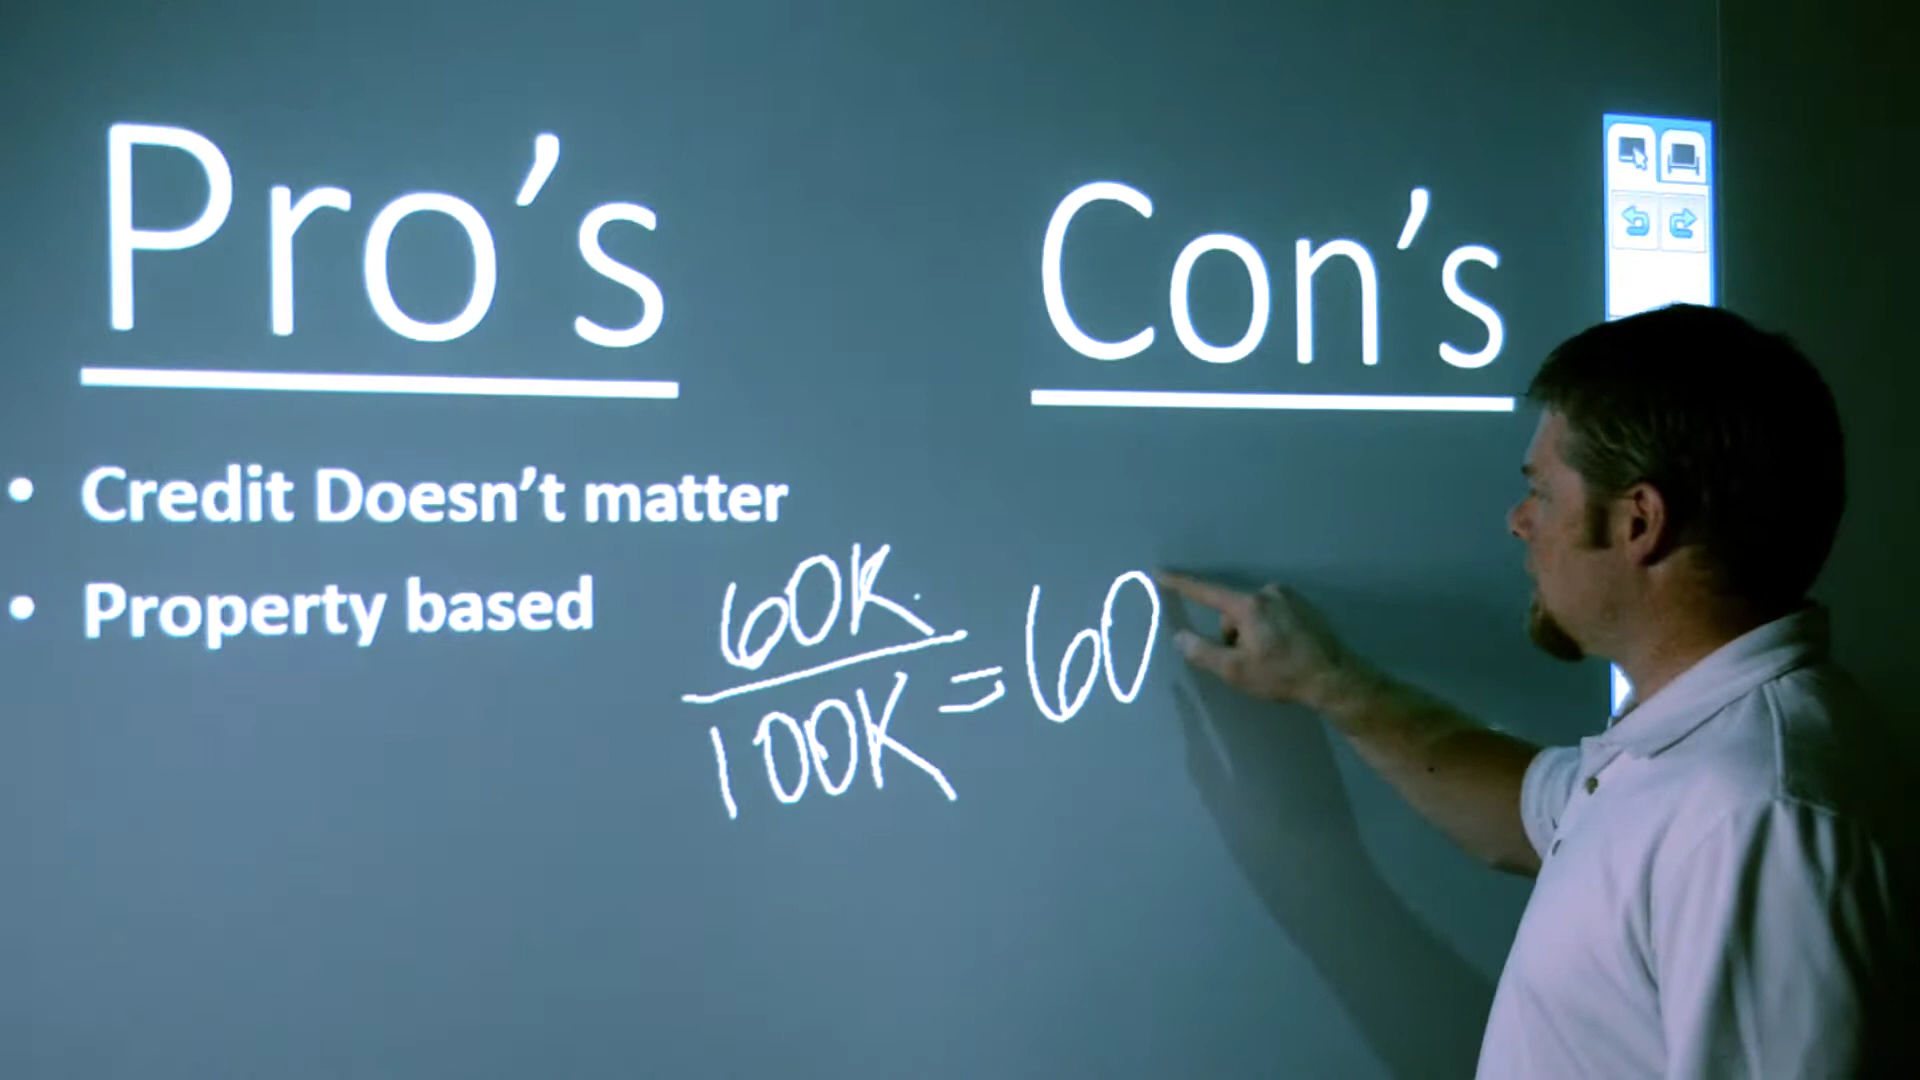 Pro's
Con's
• Credit Doesn't matter
• Property based
60K
100K
= 60